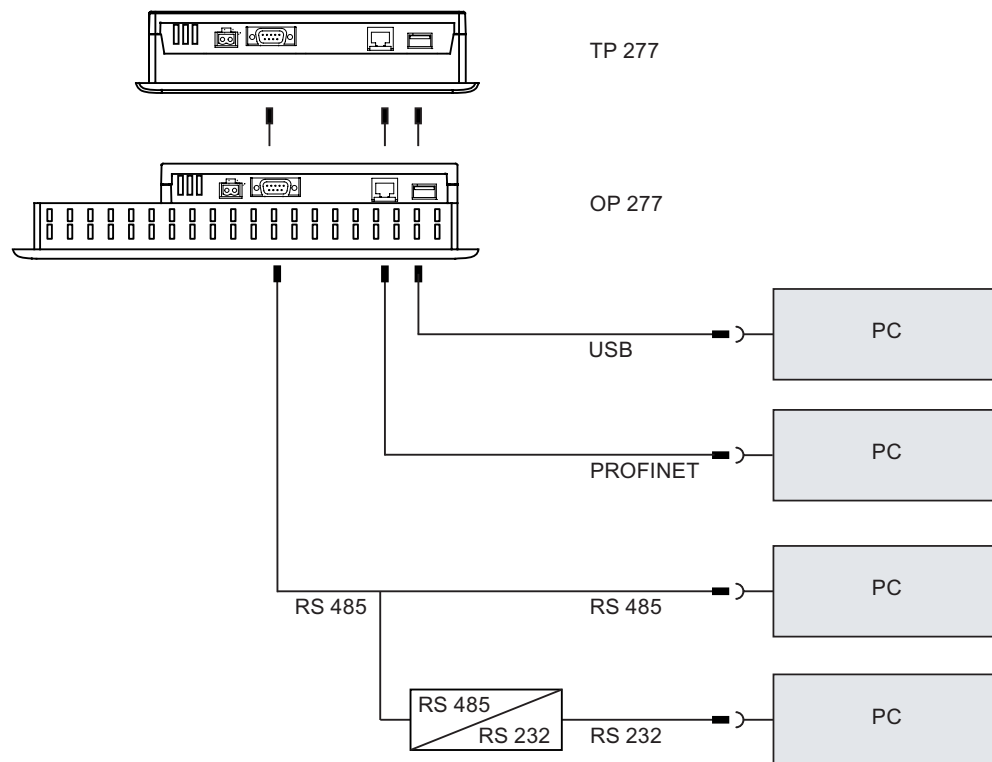 TP 277
OP 277
PC
USB
PC
PROFINET
PC
RS 485
RS 485
RS 485
RS 232
RS 232
PC